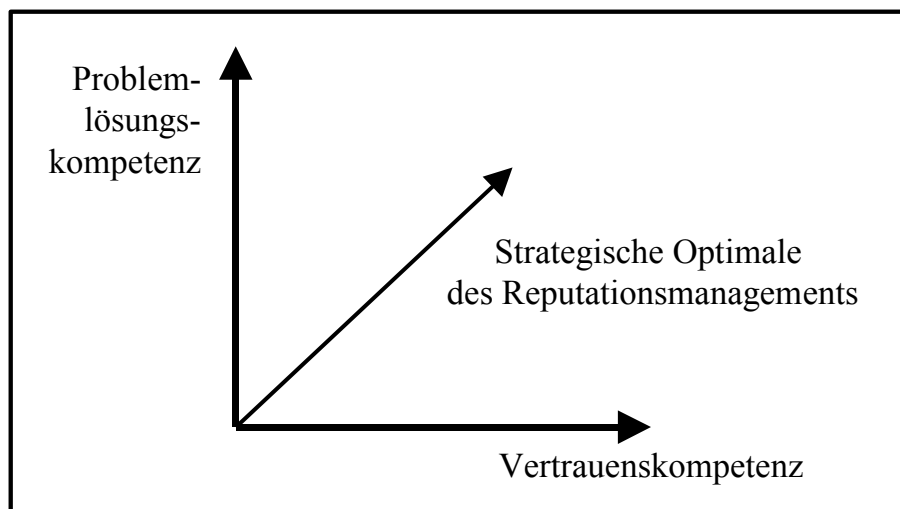 Problem-
lösungs-
kompetenz
Strategische Optimale
des Reputationsmanagements
Vertrauenskompetenz